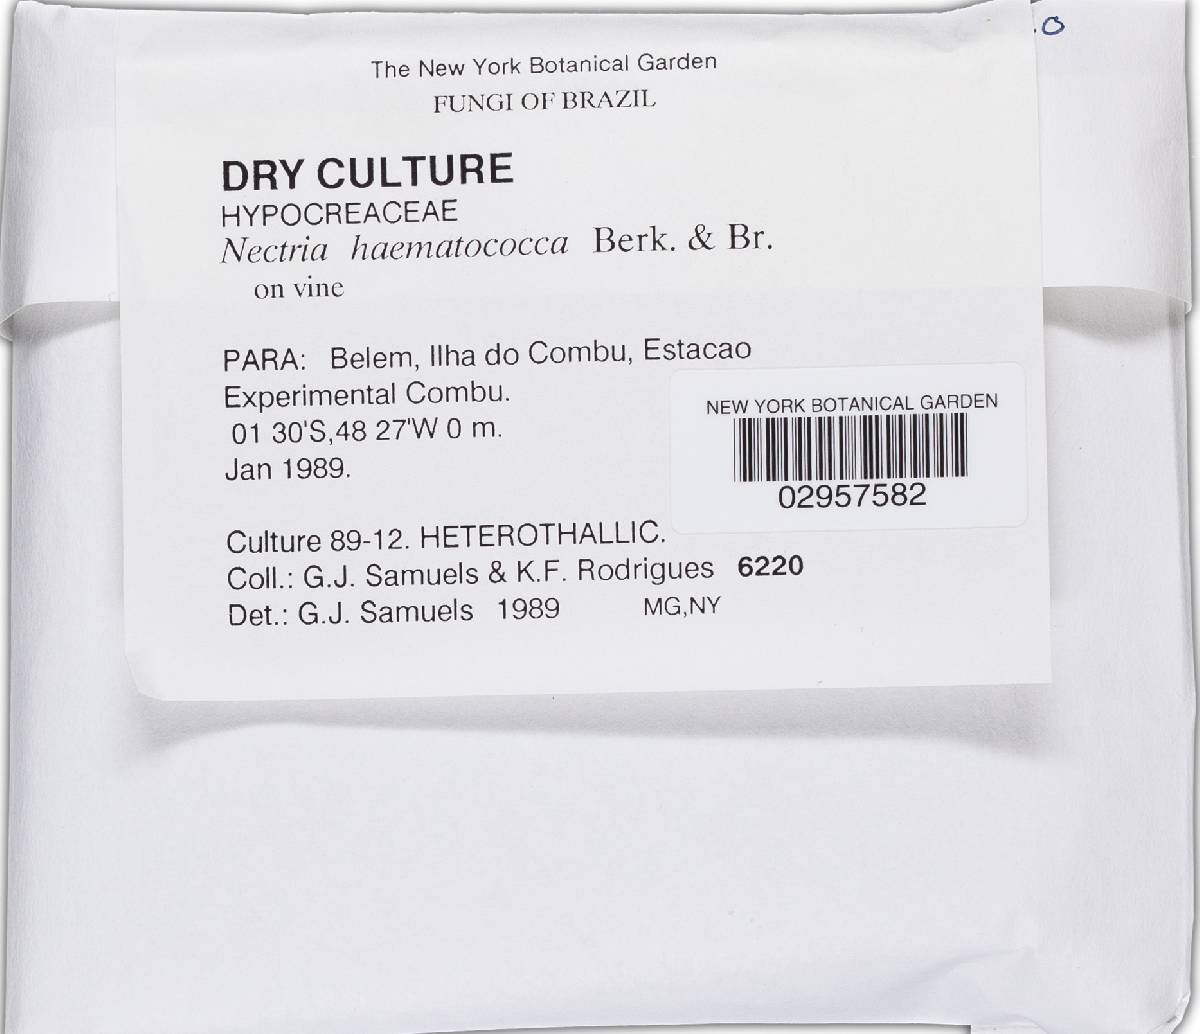 The New York Botanical Garden
FUNGI OF BRAZIL
DRY CULTURE
HYPOCREACEAE
Nectria haematococca Berk. & Br.
on vine
PARA: Belem, Ilha do Combu, Estacao
Experimental Combu.
01 30'S,48 27'W 0 m.
Jan 1989.
NEW YORK BOTANICAL GARDEN
02957582
Culture 89-12. HETEROTHALLIC.
Coll.: G.J. Samuels & K.F. Rodrigues 6220
Det.: G.J. Samuels 1989 MG,NY